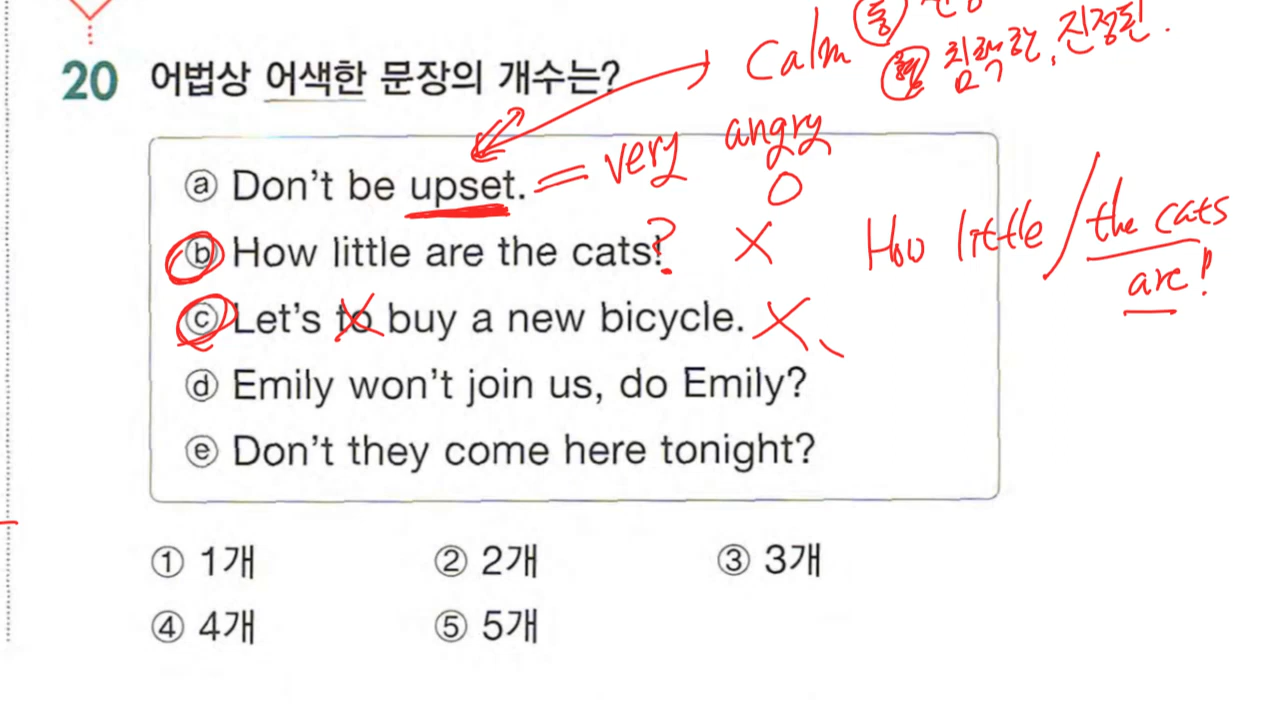 Calm 동
형 침착한, 진정된.
20 어법상 어색한 문장의 개수는?
ⓐ Don't be upset. = very angry O
ⓑ How little are the cats!? X How little / the cats are!
ⓒ Let's to buy a new bicycle. X
ⓓ Emily won't join us, do Emily?
ⓔ Don't they come here tonight?
① 1개 ② 2개 ③ 3개
④ 4개 ⑤ 5개